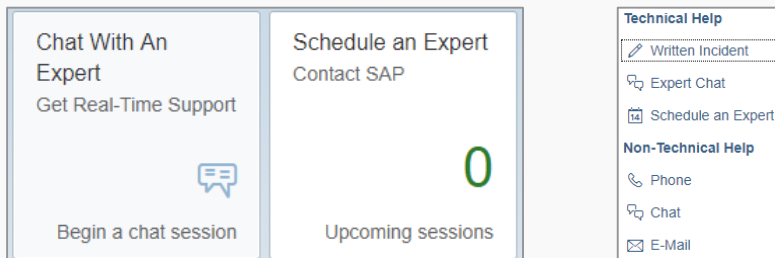 Chat With An
Expert
Get Real-Time Support
Begin a chat session
Schedule an Expert
Contact SAP
0
Upcoming sessions
Technical Help
Written Incident
Expert Chat
14 Schedule an Expert
Non-Technical Help
Phone
Chat
E-Mail